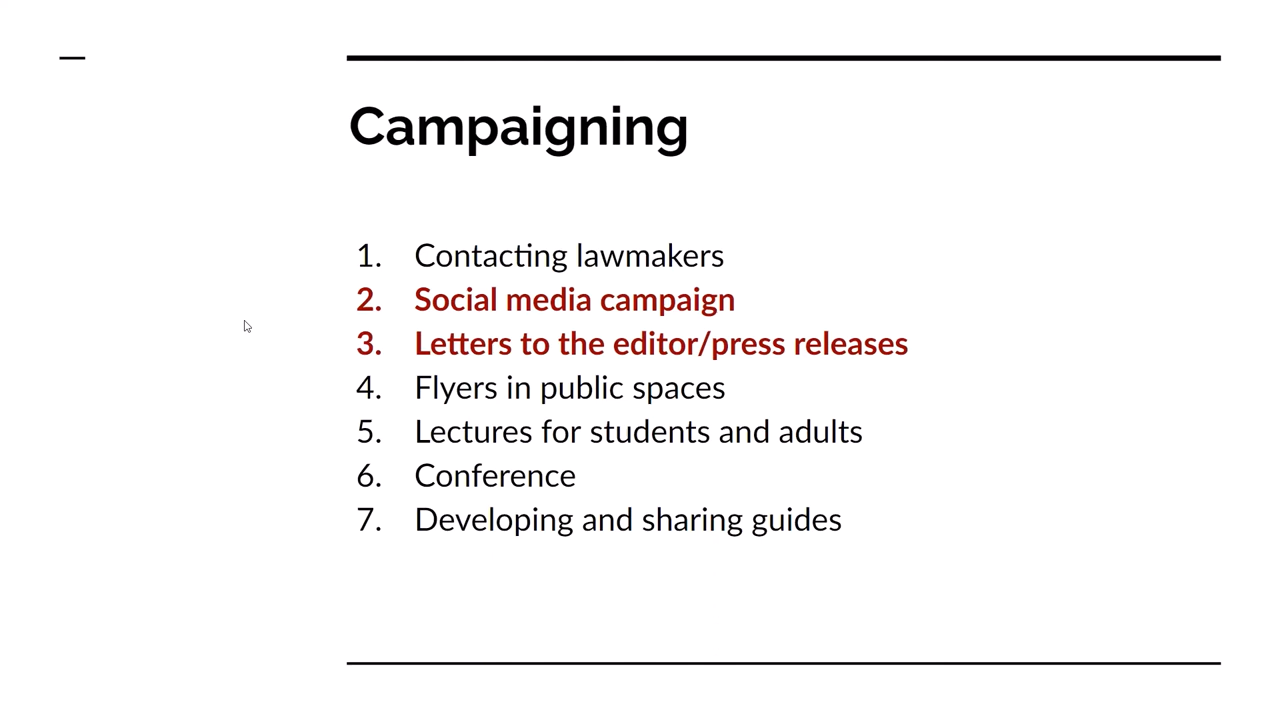 Campaigning
1. Contacting lawmakers
2. Social media campaign
3. Letters to the editor/press releases
4. Flyers in public spaces
5. Lectures for students and adults
6. Conference
7. Developing and sharing guides